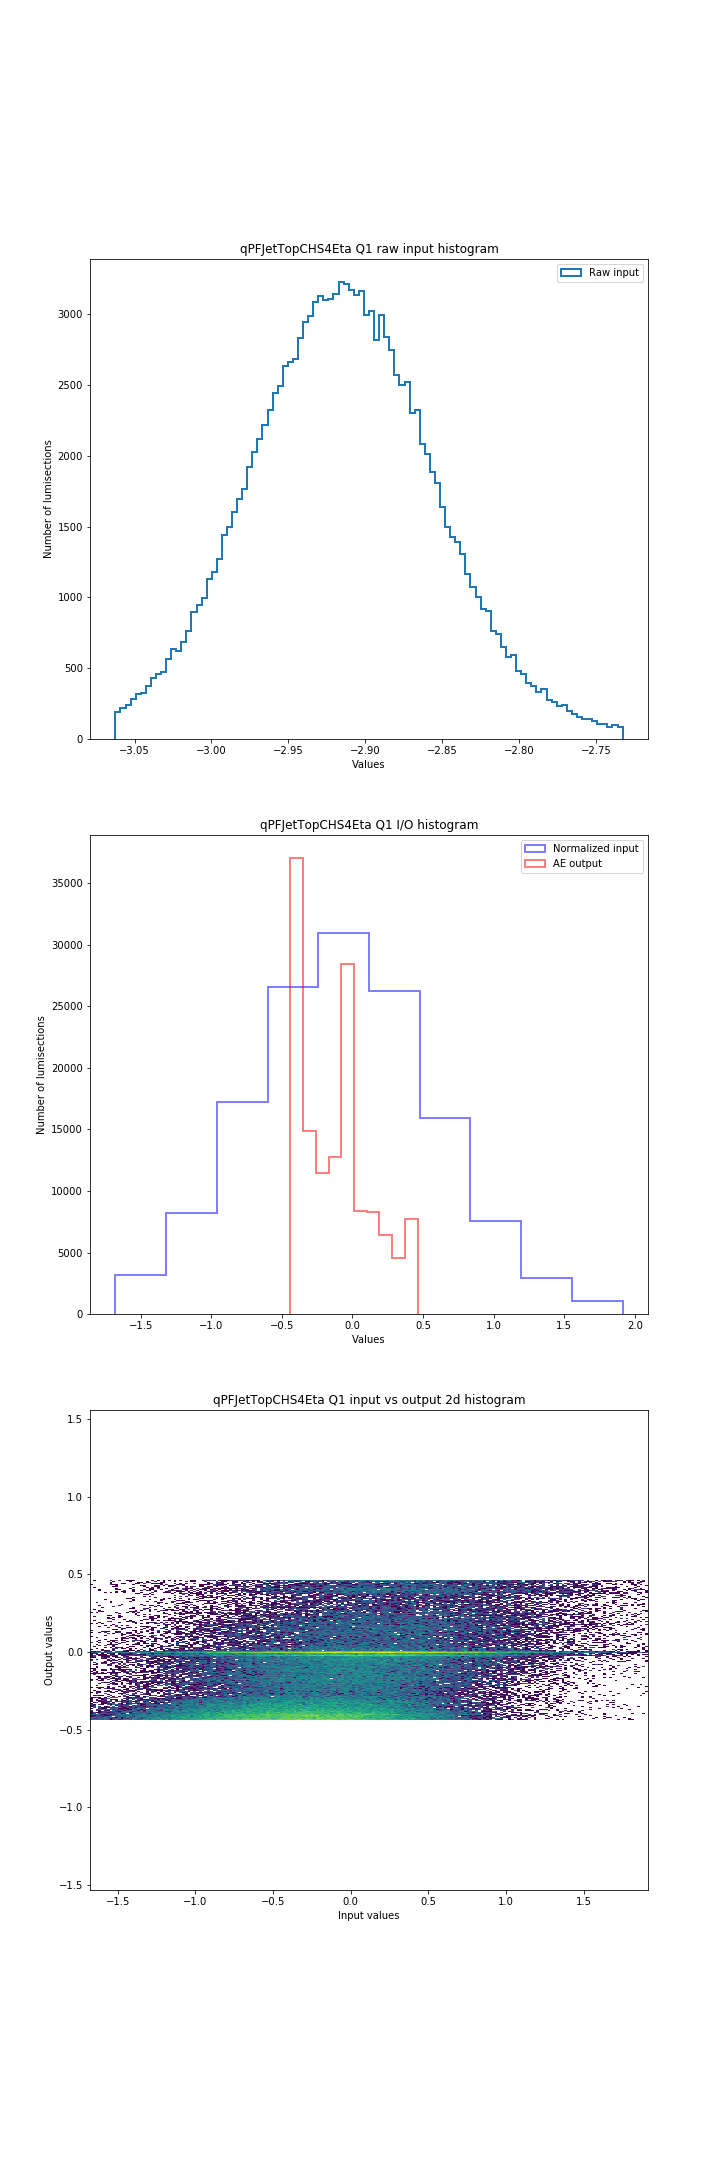 qPFJetTopCHS4Eta Q1 raw input histogram
Raw input
3000
2500
2000
1500
1000
500
0
Number of lumisections
−3.05 −3.00 −2.95 −2.90 −2.85 −2.80 −2.75
Values
qPFJetTopCHS4Eta Q1 I/O histogram
Normalized input
AE output
35000
30000
25000
20000
15000
10000
5000
0
Number of lumisections
−1.5 −1.0 −0.5 0.0 0.5 1.0 1.5 2.0
Values
qPFJetTopCHS4Eta Q1 input vs output 2d histogram
1.5
1.0
0.5
0.0
−0.5
−1.0
−1.5
Output values
−1.5 −1.0 −0.5 0.0 0.5 1.0 1.5
Input values